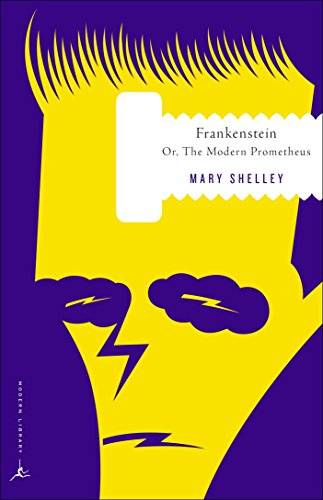 Frankenstein
Or, The Modern Prometheus
MARY SHELLEY
MODERN LIBRARY